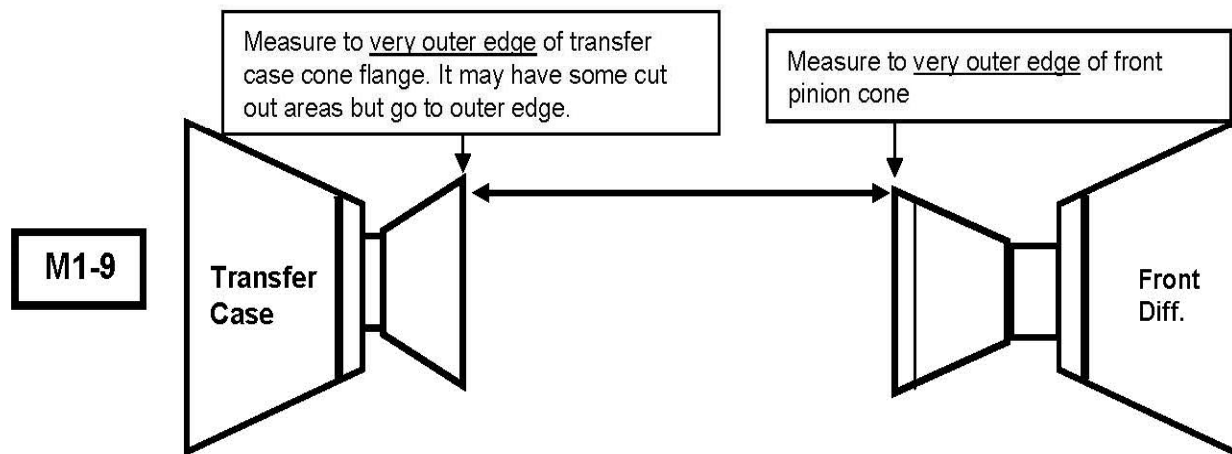 Measure to very outer edge of transfer
case cone flange. It may have some cut
out areas but go to outer edge.
Measure to very outer edge of front
pinion cone
M1-9
Transfer
Case
Front
Diff.